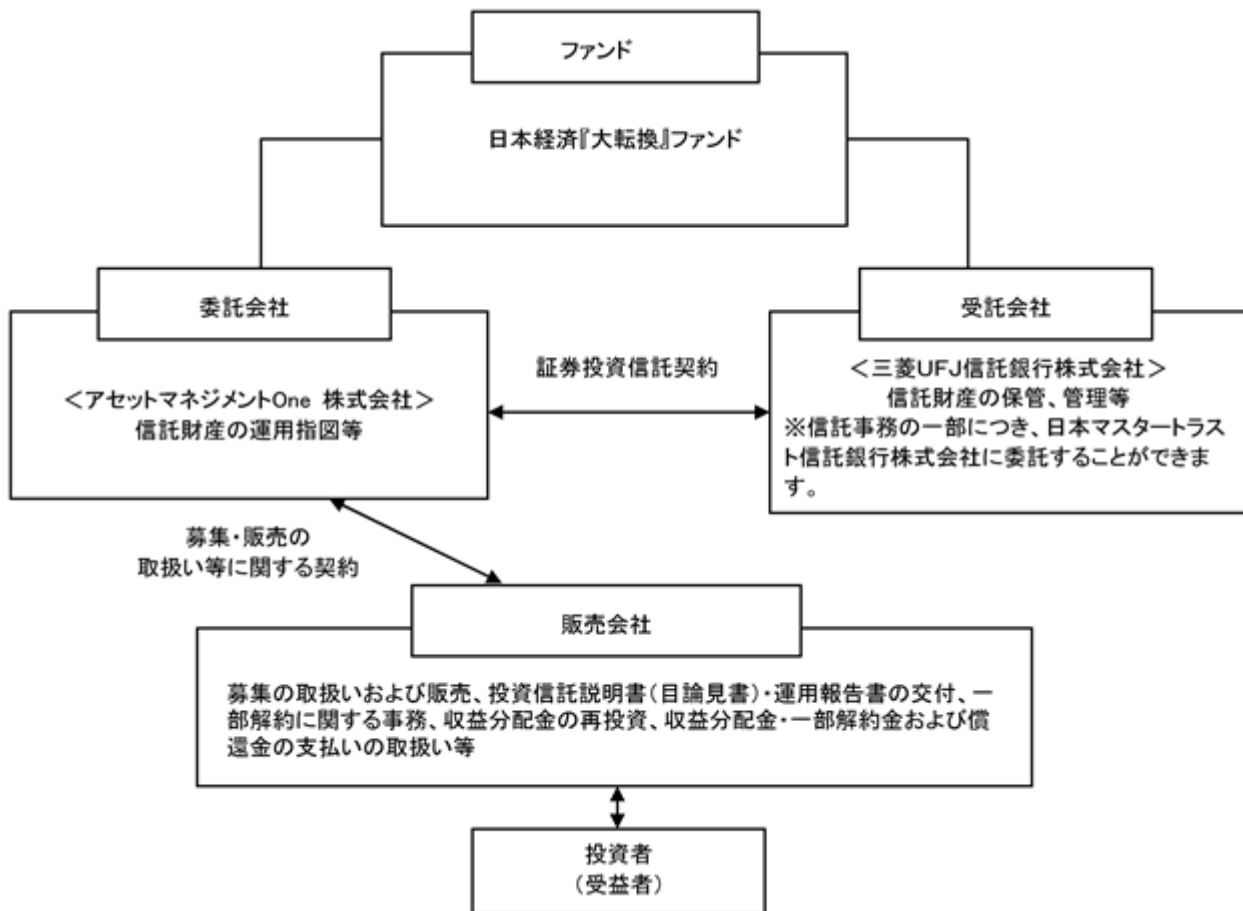 ファンド
日本経済『大転換』ファンド
委託会社
<アセットマネジメントOne 株式会社>
信託財産の運用指図等
証券投資信託契約
受託会社
<三菱UFJ信託銀行株式会社>
信託財産の保管、管理等
※信託事務の一部につき、日本マスタートラス
ト信託銀行株式会社に委託することができま
す。
募集・販売の
取扱い等に関する契約
販売会社
募集の取扱いおよび販売、投資信託説明書(目論見書)・運用報告書の交付、一
部解約に関する事務、収益分配金の再投資、収益分配金・一部解約金および償
還金の支払いの取扱い等
投資者
(受益者)